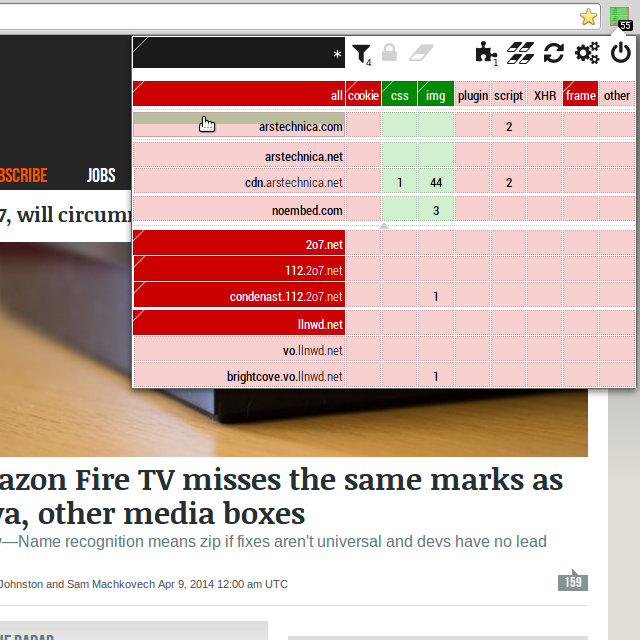 55
* 4 1
all cookie css img plugin script XHR frame other
arstechnica.com 2
arstechnica.net
cdn.arstechnica.net 1 44 2
noembed.com 3
2o7.net
112.2o7.net
condenast.112.2o7.net 1
llnwd.net
vo.llnwd.net
brightcove.vo.llnwd.net 1
BSCRIBE JOBS
7, will circum
azon Fire TV misses the same marks as
va, other media boxes
—Name recognition means zip if fixes aren't universal and devs have no lead
Johnston and Sam Machkovech Apr 9, 2014 12:00 am UTC
159